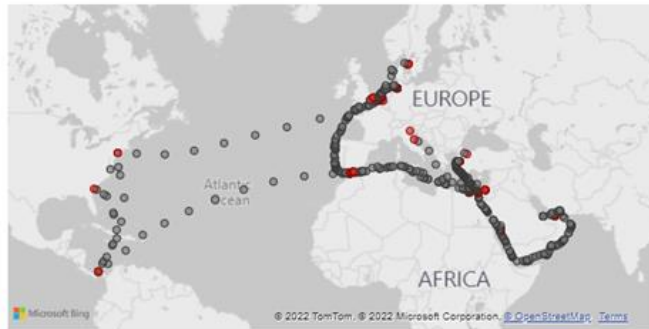 EUROPE
Atlantic
Ocean
AFRICA
Microsoft Bing
© 2022 TomTom, © 2022 Microsoft Corporation, © OpenStreetMap Terms